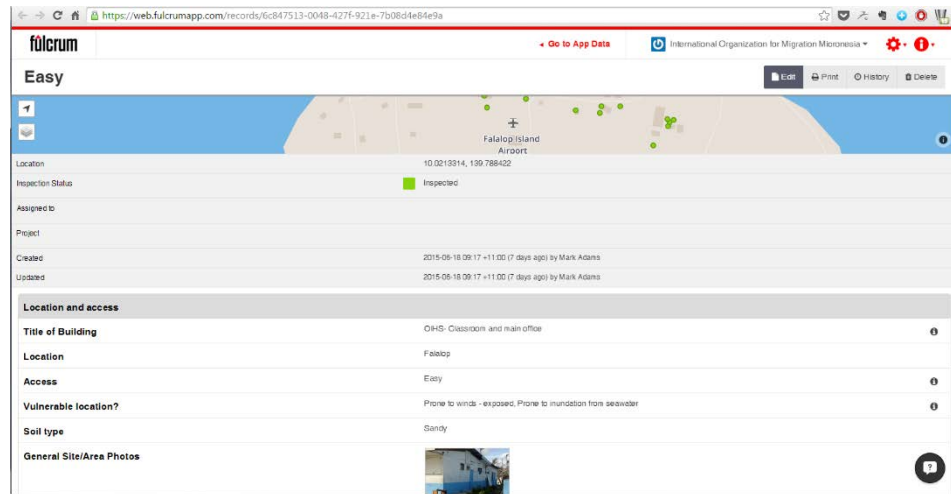 https://web.fulcrumapp.com/records/6c847513-0048-427f-921e-7b08d4e84e9a
fulcrum
Go to App Data
International Organization for Migration Micronesia
Easy
Edit
Print
History
Delete
Falalop Island
Airport
Location 10.0213314, 139.788422
Inspection Status Inspected
Assigned to
Project
Created 2015-06-18 09:17 +11:00 (7 days ago) by Mark Adams
Updated 2015-06-18 09:17 +11:00 (7 days ago) by Mark Adams
Location and access
Title of Building OIHS- Classroom and main office
Location Falalop
Access Easy
Vulnerable location? Prone to winds - exposed, Prone to inundation from seawater
Soil type Sandy
General Site/Area Photos